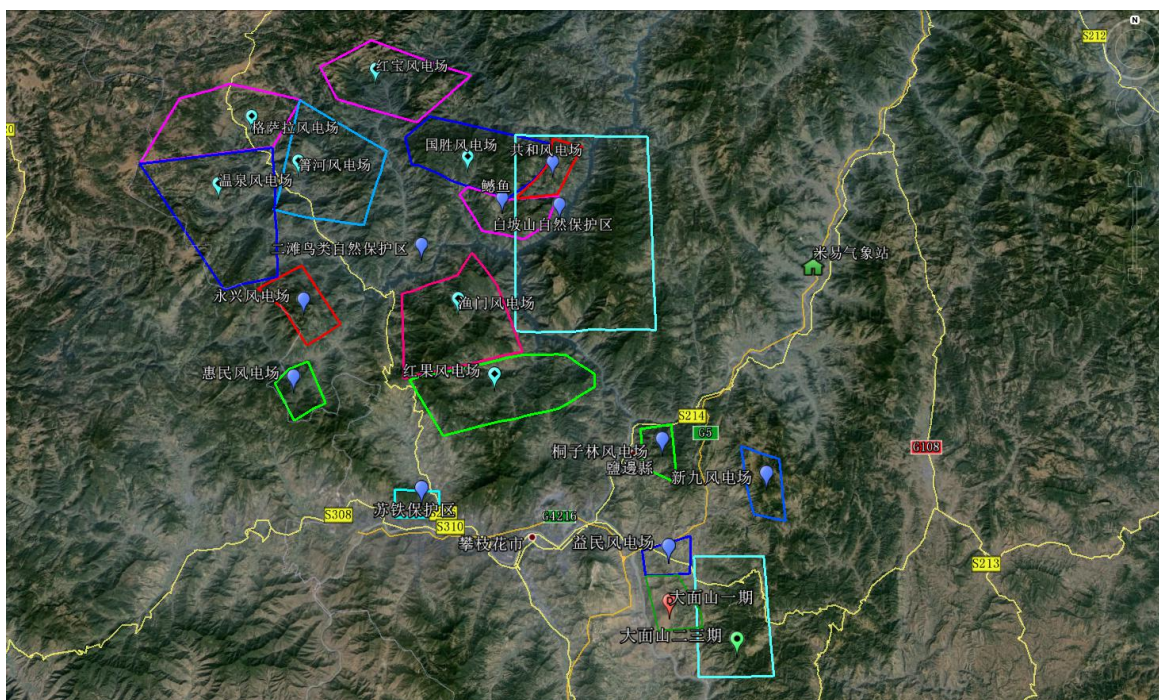 N
S212
红宝风电场
格萨拉风电场
20
国胜风电场
共和风电场
箐河风电场
温泉风电场
鳡鱼
白坡山自然保护区
二滩鸟类自然保护区
米易气象站
永兴风电场
渔门风电场
惠民风电场
红果风电场
S214
G5
桐子林风电场
G108
鹽邊縣
新九风电场
苏铁保护区
S308
S310
G4216
攀枝花市
益民风电场
S213
大面山一期
大面山二三期